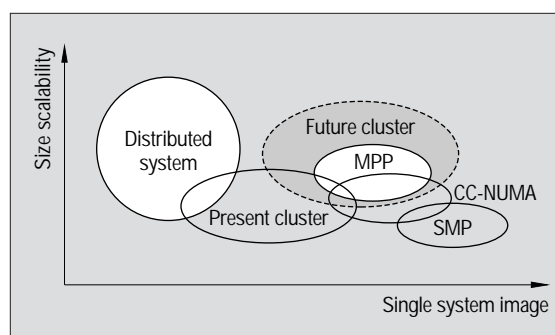 Size scalability
Distributed
system
Future cluster
MPP
CC-NUMA
Present cluster
SMP
Single system image